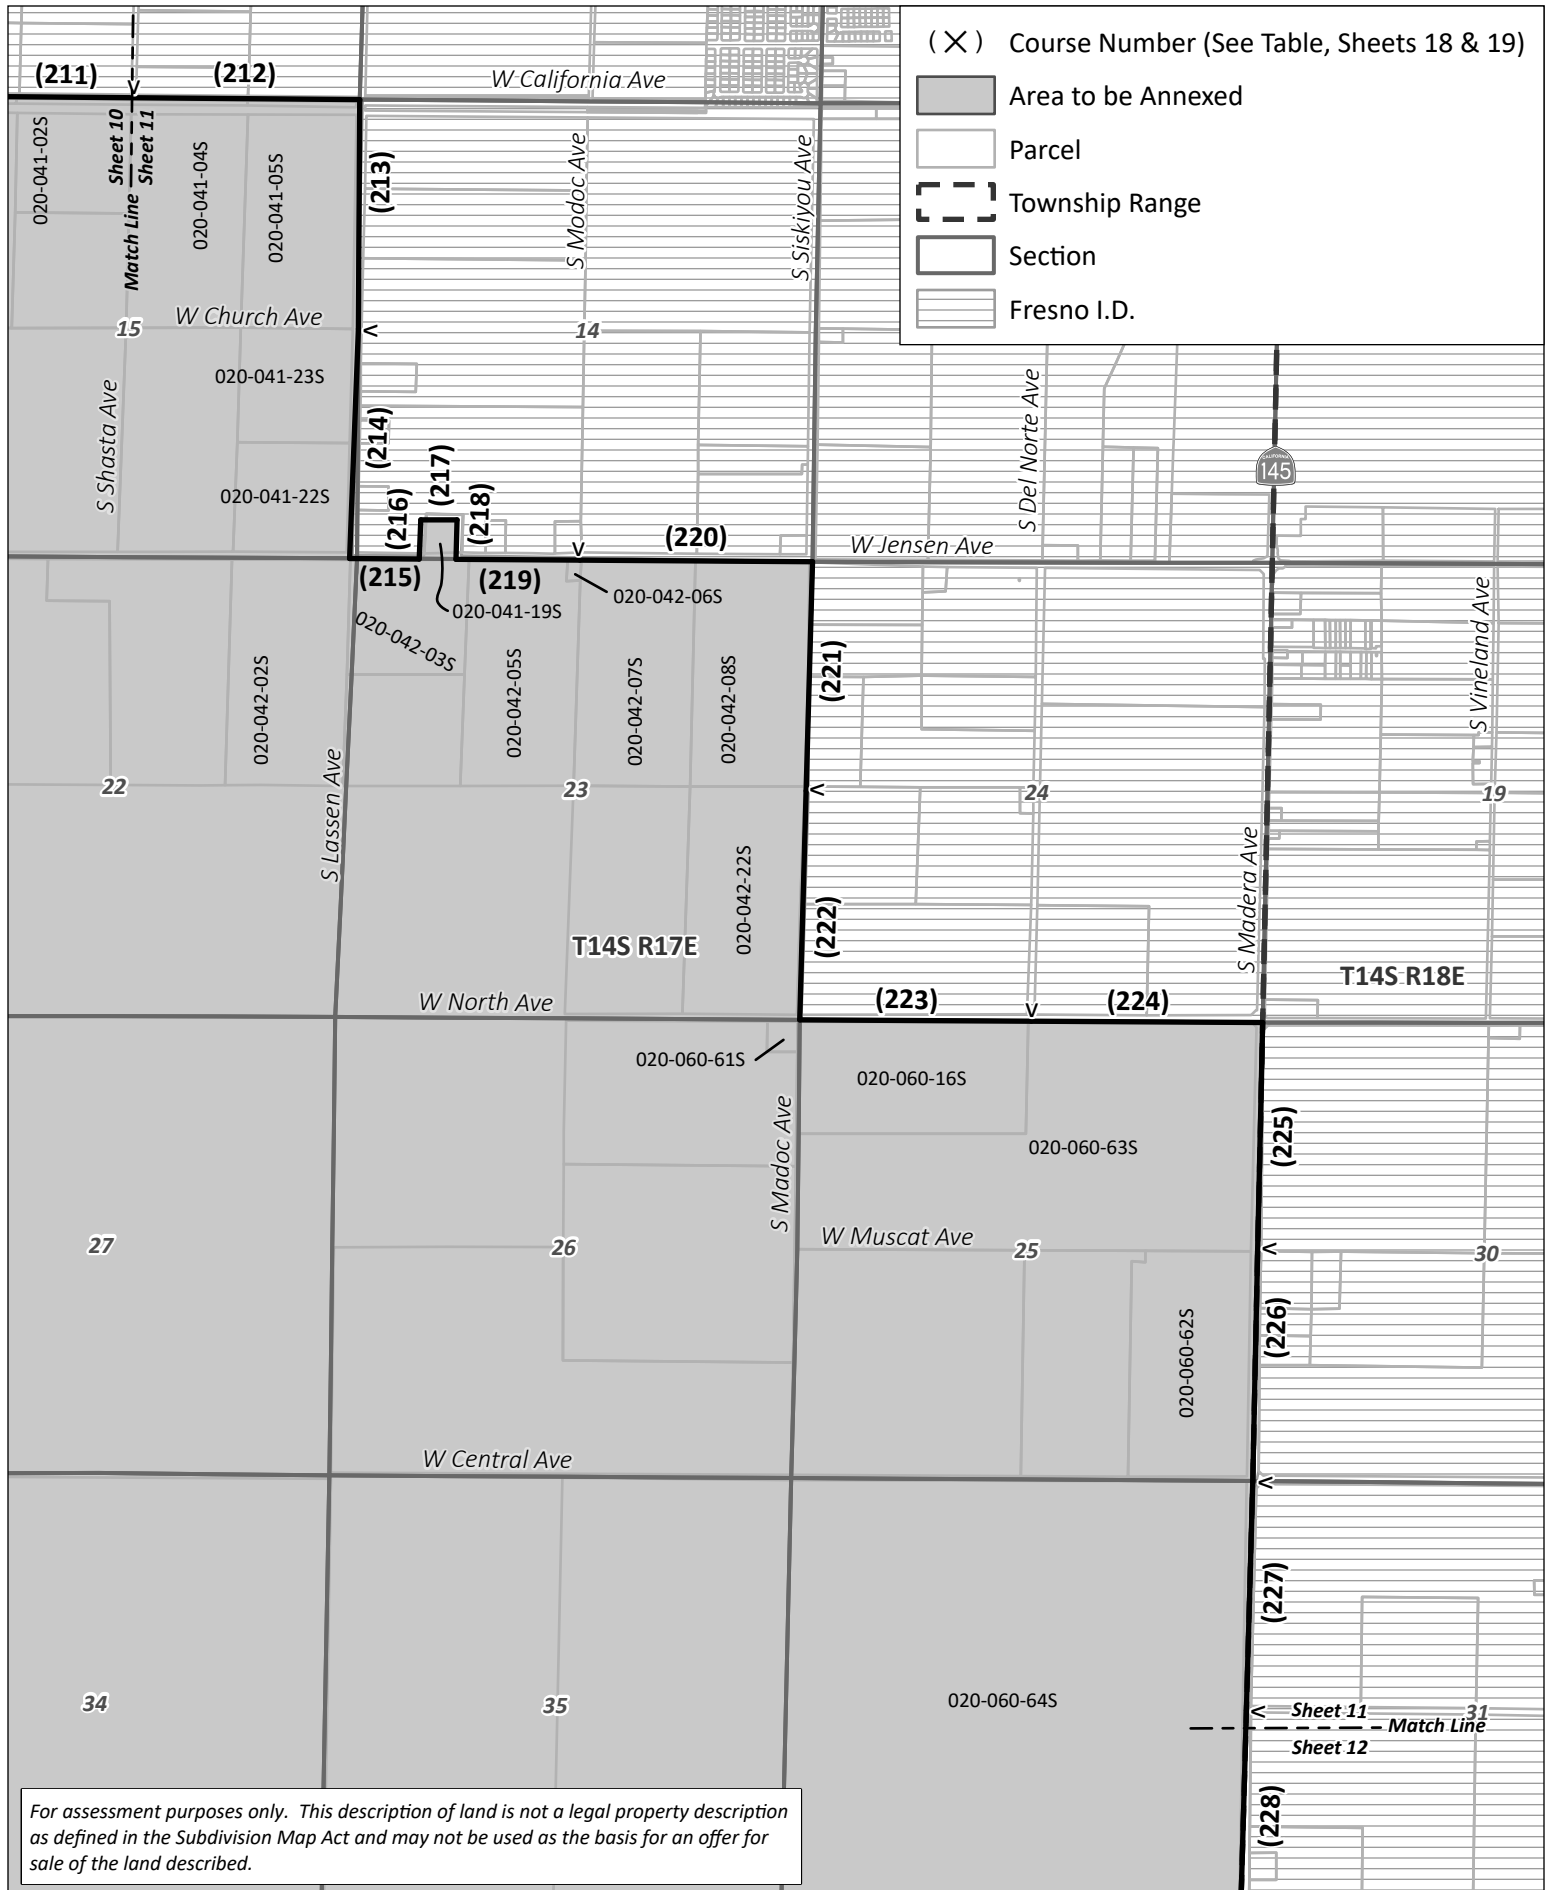 ( X ) Course Number (See Table, Sheets 18 & 19)
Area to be Annexed
Parcel
Township Range
Section
Fresno I.D.
(211)
(212)
W California Ave
Sheet 10
Sheet 11
Match Line
020-041-02S
020-041-04S
020-041-05S
(213)
S Modoc Ave
S Siskiyou Ave
W Church Ave
15
14
020-041-23S
S Shasta Ave
(214)
S Del Norte Ave
CALIFORNIA
145
020-041-22S
(216)
(217)
(218)
(220)
W Jensen Ave
(215)
(219)
020-041-19S
020-042-06S
020-042-03S
S Vineland Ave
020-042-02S
020-042-05S
020-042-07S
020-042-08S
(221)
22
23
24
19
S Lassen Ave
020-042-22S
(222)
S Madera Ave
T14S R17E
T14S R18E
W North Ave
(223)
(224)
020-060-61S
020-060-16S
S Madoc Ave
020-060-63S
(225)
W Muscat Ave
27
26
25
30
020-060-62S
(226)
W Central Ave
(227)
34
35
020-060-64S
31
Sheet 11
Match Line
Sheet 12
(228)
For assessment purposes only. This description of land is not a legal property description
as defined in the Subdivision Map Act and may not be used as the basis for an offer for
sale of the land described.